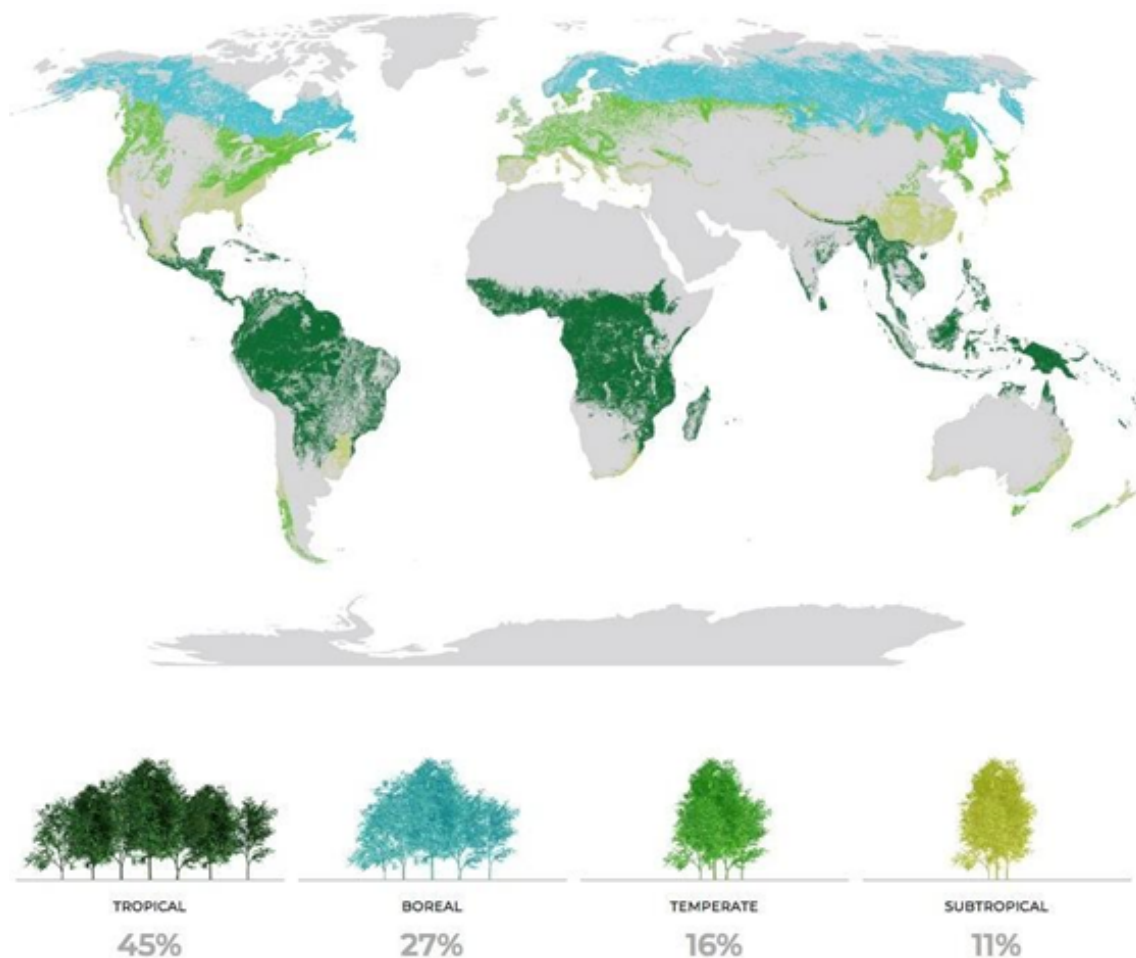 TROPICAL
BOREAL
TEMPERATE
SUBTROPICAL
45%
27%
16%
11%